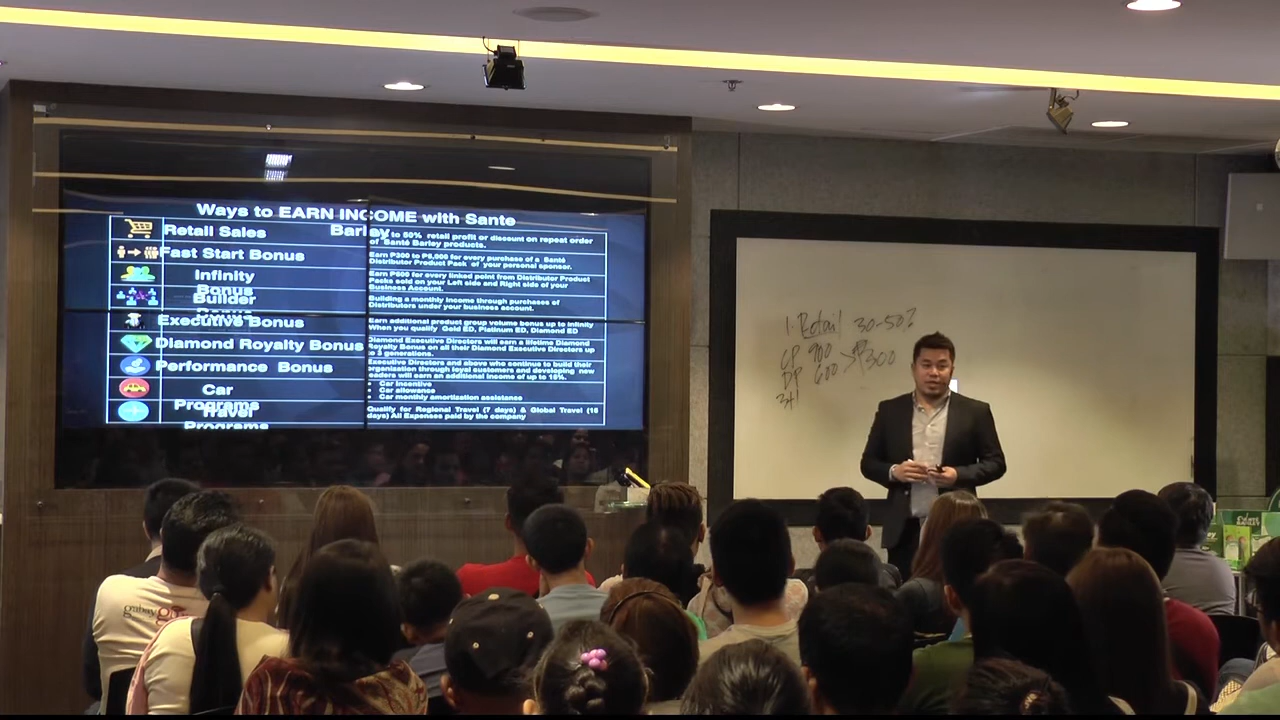 Ways to EARN INCOME with Sante
Barley
Retail Sales
to 50% retail profit or discount on repeat order
of Santé Barley products.
Fast Start Bonus
Earn P300 to P6,000 for every purchase of a Santé
Distributor Product Pack of your personal sponsor.
Infinity
Bonus
Earn P500 for every linked point from Distributor Product
Packs sold on your Left side and Right side of your
Business Account.
Builder
Bonus
Building a monthly income through purchases of
Distributors under your business account.
Executive Bonus
Earn additional product group volume bonus up to infinity
When you qualify Gold ED, Platinum ED, Diamond ED
Diamond Royalty Bonus
Diamond Executive Directors will earn a lifetime Diamond
Royalty Bonus on all their Diamond Executive Directors up
to 3 generations.
Performance Bonus
Executive Directors and above who continue to build their
organization through loyal customers and developing new
leaders will earn an additional income of up to 15%.
Car
Programs
Car incentive
Car allowance
Car monthly amortization assistance
Travel
Programs
Qualify for Regional Travel (7 days) & Global Travel (15
days) All Expenses paid by the company
1. Retail 30-50%
CP 900
DP 600 > ₱300
gabay